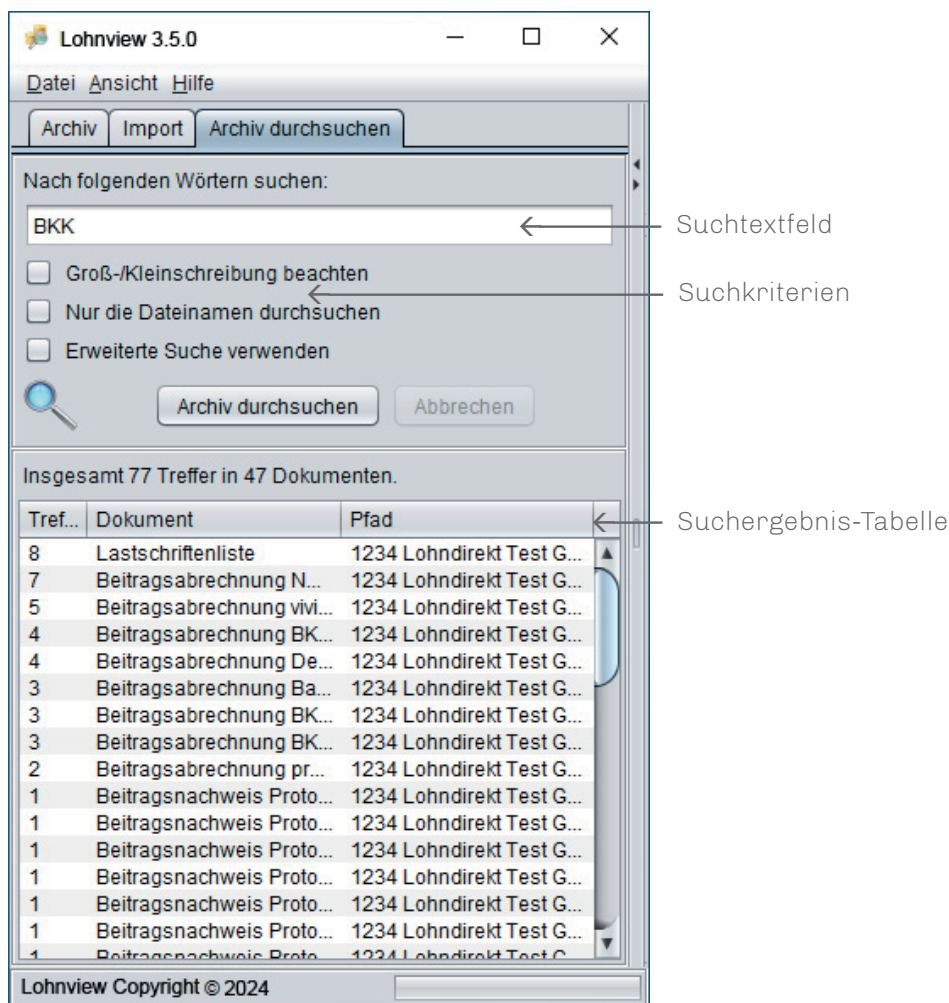 Lohnview 3.5.0
Datei Ansicht Hilfe
Archiv Import Archiv durchsuchen
Nach folgenden Wörtern suchen:
BKK
Suchtextfeld
Groß-/Kleinschreibung beachten
Suchkriterien
Nur die Dateinamen durchsuchen
Erweiterte Suche verwenden
Archiv durchsuchen Abbrechen
Insgesamt 77 Treffer in 47 Dokumenten.
Tref... Dokument Pfad
Suchergebnis-Tabelle
8 Lastschriftenliste 1234 Lohndirekt Test G...
7 Beitragsabrechnung N... 1234 Lohndirekt Test G...
5 Beitragsabrechnung vivi... 1234 Lohndirekt Test G...
4 Beitragsabrechnung BK... 1234 Lohndirekt Test G...
4 Beitragsabrechnung De... 1234 Lohndirekt Test G...
3 Beitragsabrechnung Ba... 1234 Lohndirekt Test G...
3 Beitragsabrechnung BK... 1234 Lohndirekt Test G...
3 Beitragsabrechnung BK... 1234 Lohndirekt Test G...
2 Beitragsabrechnung pr... 1234 Lohndirekt Test G...
1 Beitragsnachweis Proto... 1234 Lohndirekt Test G...
1 Beitragsnachweis Proto... 1234 Lohndirekt Test G...
1 Beitragsnachweis Proto... 1234 Lohndirekt Test G...
1 Beitragsnachweis Proto... 1234 Lohndirekt Test G...
1 Beitragsnachweis Proto... 1234 Lohndirekt Test G...
1 Beitragsnachweis Proto... 1234 Lohndirekt Test G...
1 Beitragsnachweis Proto... 1234 Lohndirekt Test G...
Lohnview Copyright © 2024